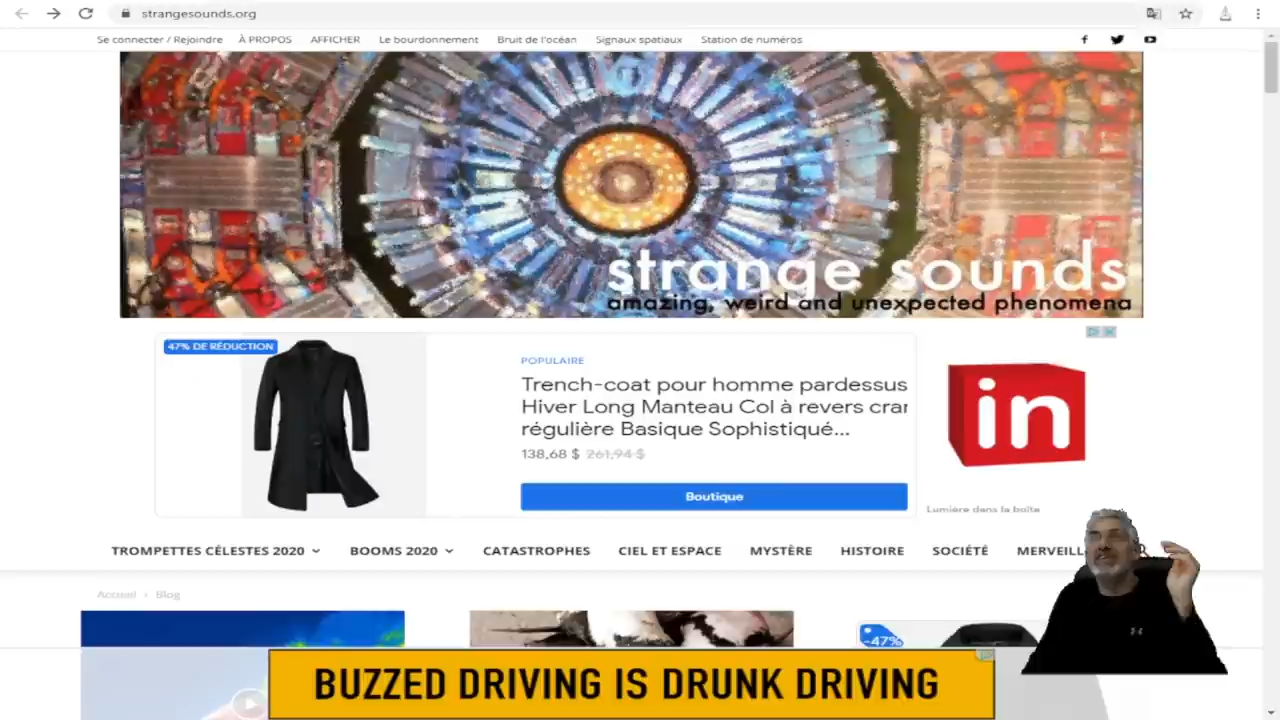 strangesounds.org
Se connecter / Rejoindre À PROPOS AFFICHER Le bourdonnement Bruit de l'océan Signaux spatiaux Station de numéros
strange sounds
amazing, weird and unexpected phenomena
47% DE RÉDUCTION
POPULAIRE
Trench-coat pour homme pardessus
Hiver Long Manteau Col à revers cran
régulière Basique Sophistiqué...
138,68 $ 261,94 $
Boutique
in
Lumière dans la boîte
TROMPETTES CÉLESTES 2020 BOOMS 2020 CATASTROPHES CIEL ET ESPACE MYSTÈRE HISTOIRE SOCIÉTÉ MERVEILL
Accueil › Blog
-47%
BUZZED DRIVING IS DRUNK DRIVING